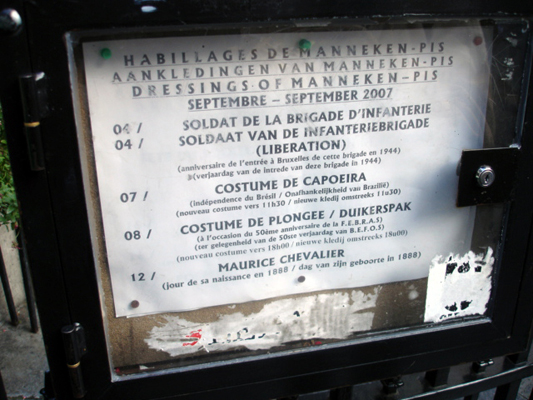 HABILLAGES DE MANNEKEN-PIS
AANKLEDINGEN VAN MANNEKEN-PIS
DRESSINGS OF MANNEKEN-PIS
SEPTEMBRE – SEPTEMBER 2007
04 / SOLDAT DE LA BRIGADE D'INFANTERIE
04 / SOLDAAT VAN DE INFANTERIEBRIGADE
(LIBERATION)
(anniversaire de l'entrée à Bruxelles de cette brigade en 1944)
(verjaardag van de intrede van deze brigade in 1944)
07 / COSTUME DE CAPOEIRA
(indépendence du Brésil / Onafhankelijkheid vau Brazilië)
(nouveau costume vers 11h30 / nieuwe kledij omstreeks 11u30)
08 / COSTUME DE PLONGEE / DUIKERSPAK
(à l'occasion du 50ème anniversaire de la F.E.B.R.A.S)
(ter gelegenheid van de 50ste verjaardag van B.E.F.O.S)
(nouveau costume vers 18h00 / nieuwe kledij omstreeks 18u00)
12 / MAURICE CHEVALIER
(jour de sa naissance en 1888 / dag van zijn geboorte in 1888)